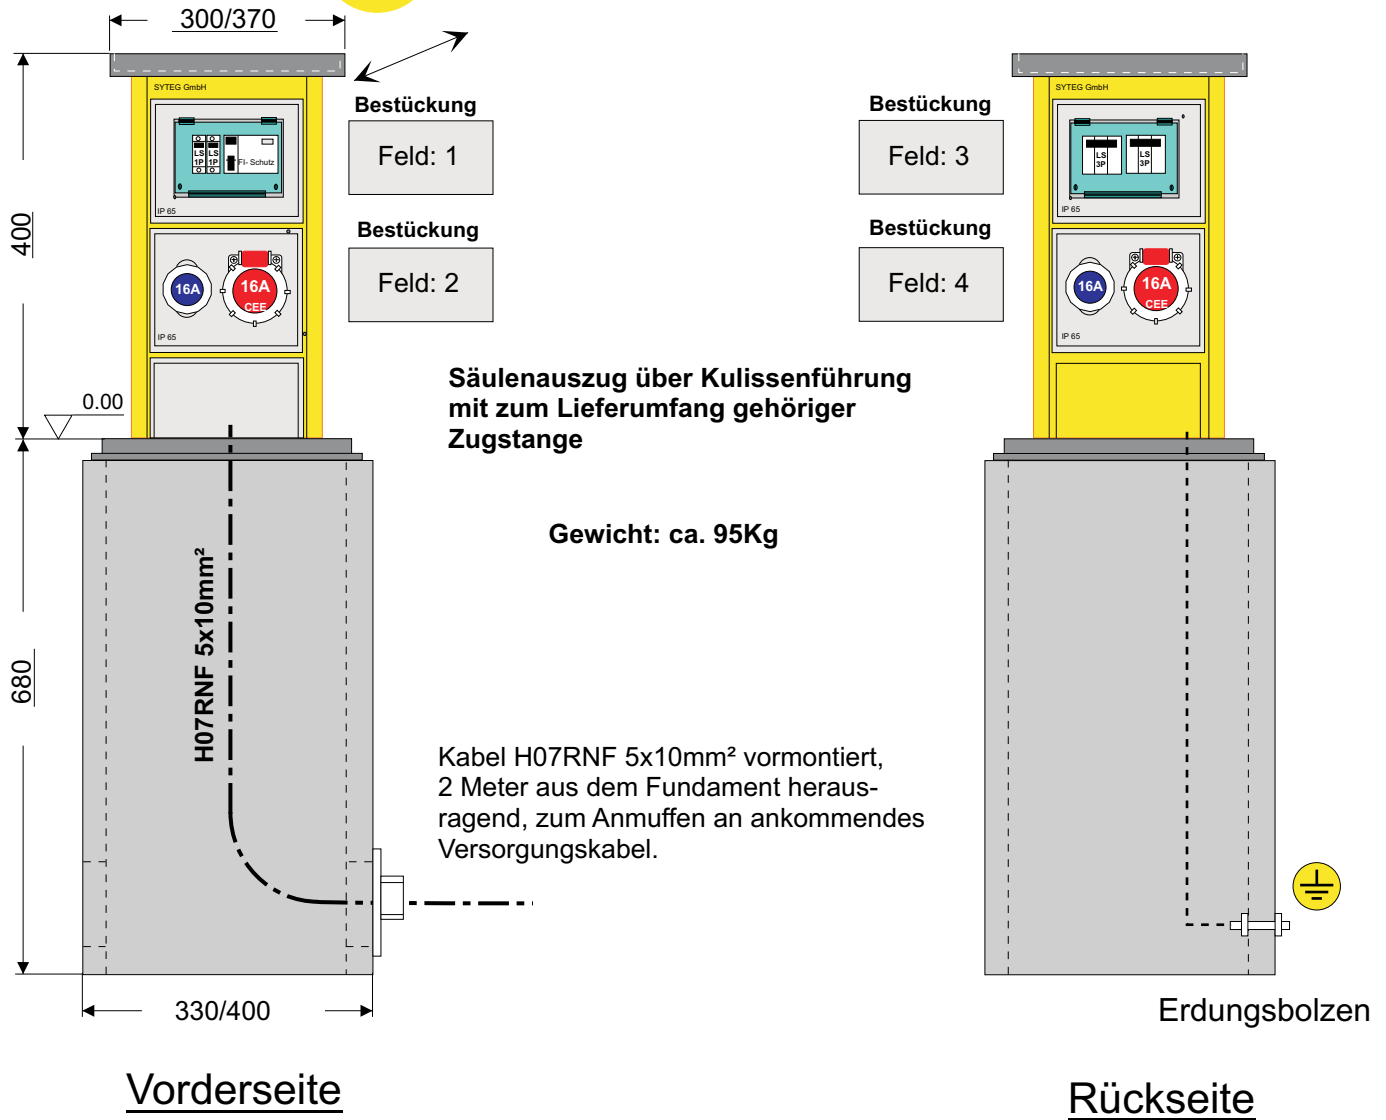 300/370
SYTEG GmbH
LS 1P
LS 1P
FI- Schutz
IP 65
16A
16A
CEE
IP 65
400
0.00
Bestückung
Feld: 1
Bestückung
Feld: 2
Bestückung
Feld: 3
Bestückung
Feld: 4
SYTEG GmbH
LS 3P
LS 3P
IP 65
16A
16A
CEE
IP 65
Säulenauszug über Kulissenführung
mit zum Lieferumfang gehöriger
Zugstange
Gewicht: ca. 95Kg
H07RNF 5x10mm²
680
Kabel H07RNF 5x10mm² vormontiert,
2 Meter aus dem Fundament heraus-
ragend, zum Anmuffen an ankommendes
Versorgungskabel.
330/400
Erdungsbolzen
Vorderseite
Rückseite